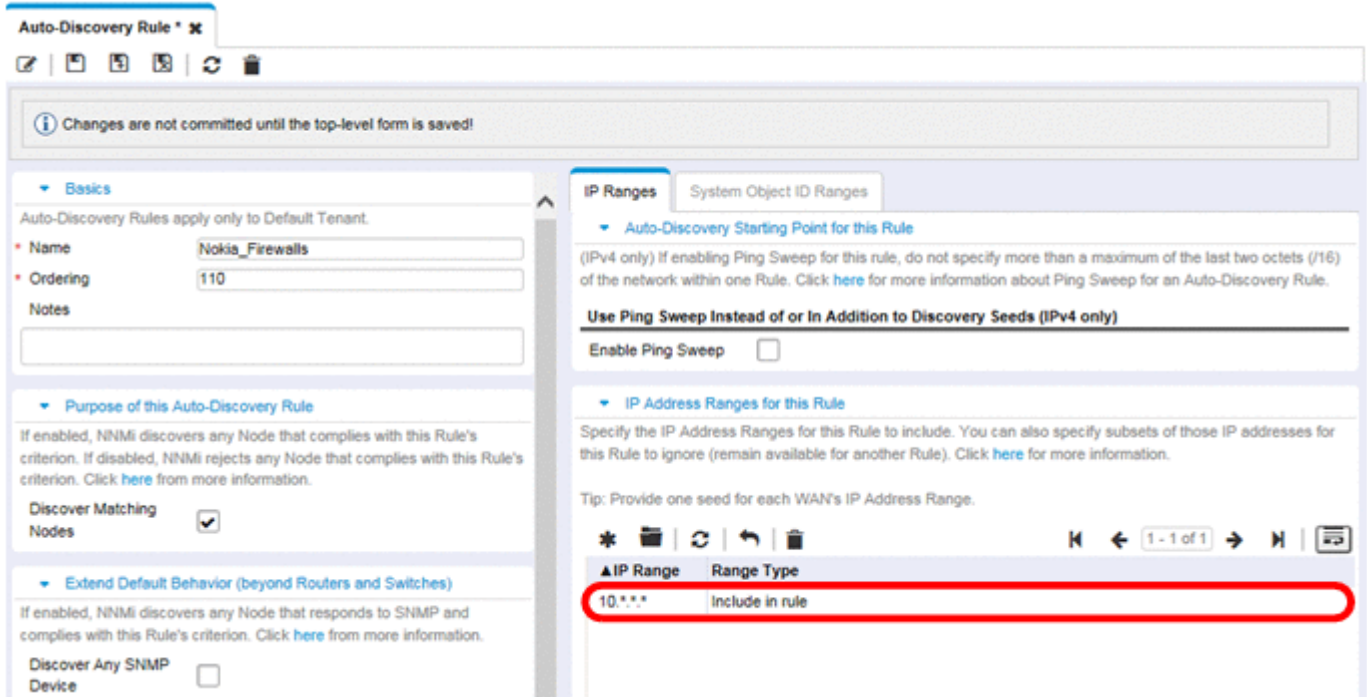 Auto-Discovery Rule *
Changes are not committed until the top-level form is saved!
Basics
Auto-Discovery Rules apply only to Default Tenant.
* Name Nokia_Firewalls
* Ordering 110
Notes
Purpose of this Auto-Discovery Rule
If enabled, NNMi discovers any Node that complies with this Rule's
criterion. If disabled, NNMi rejects any Node that complies with this Rule's
criterion. Click here from more information.
Discover Matching
Nodes
Extend Default Behavior (beyond Routers and Switches)
If enabled, NNMi discovers any Node that responds to SNMP and
complies with this Rule's criterion. Click here from more information.
Discover Any SNMP
Device
IP Ranges System Object ID Ranges
Auto-Discovery Starting Point for this Rule
(IPv4 only) If enabling Ping Sweep for this rule, do not specify more than a maximum of the last two octets (/16)
of the network within one Rule. Click here for more information about Ping Sweep for an Auto-Discovery Rule.
Use Ping Sweep Instead of or In Addition to Discovery Seeds (IPv4 only)
Enable Ping Sweep
IP Address Ranges for this Rule
Specify the IP Address Ranges for this Rule to include. You can also specify subsets of those IP addresses for
this Rule to ignore (remain available for another Rule). Click here for more information.
Tip: Provide one seed for each WAN's IP Address Range.
1 - 1 of 1
▲IP Range Range Type
10.*.*.* Include in rule